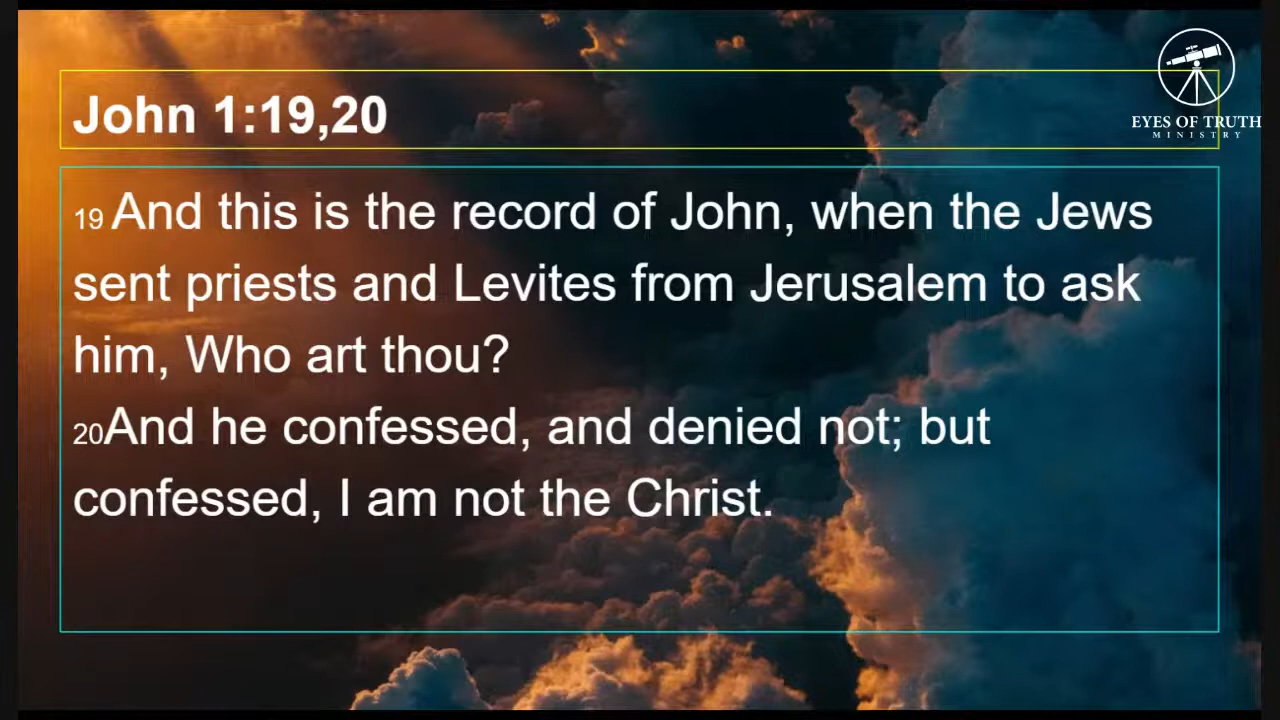 John 1:19,20
EYES OF TRUTH
MINISTRY
19 And this is the record of John, when the Jews
sent priests and Levites from Jerusalem to ask
him, Who art thou?
20And he confessed, and denied not; but
confessed, I am not the Christ.